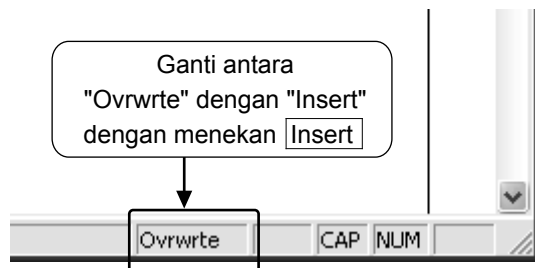 Ganti antara
"Ovrwrte" dengan "Insert"
dengan menekan Insert
Ovrwrte CAP NUM